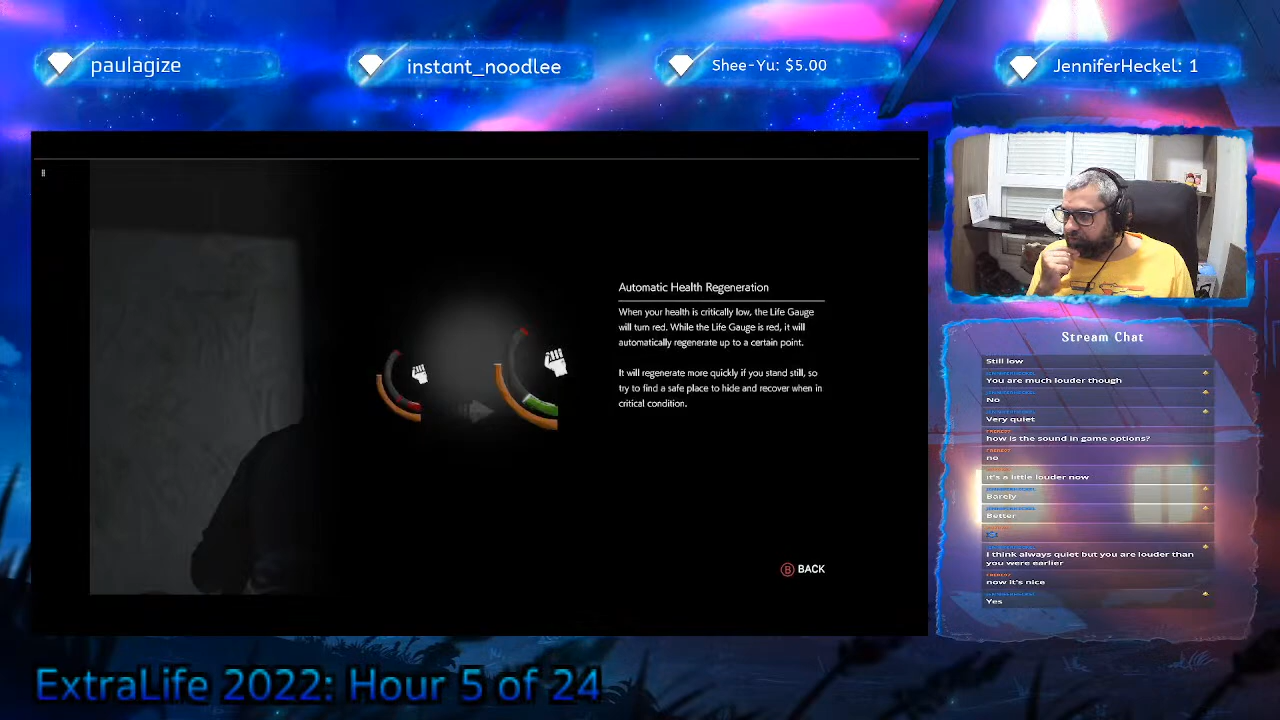 paulagize
instant_noodlee
Shee-Yu: $5.00
JenniferHeckel: 1
Automatic Health Regeneration
When your health is critically low, the Life Gauge
will turn red. While the Life Gauge is red, it will
automatically regenerate up to a certain point.
It will regenerate more quickly if you stand still, so
try to find a safe place to hide and recover when in
critical condition.
B BACK
Stream Chat
Still low
You are much louder though
No
Very quiet
how is the sound in game options?
no
it's a little louder now
Barely
Better
I think always quiet but you are louder than
you were earlier
now it's nice
Yes
ExtraLife 2022: Hour 5 of 24